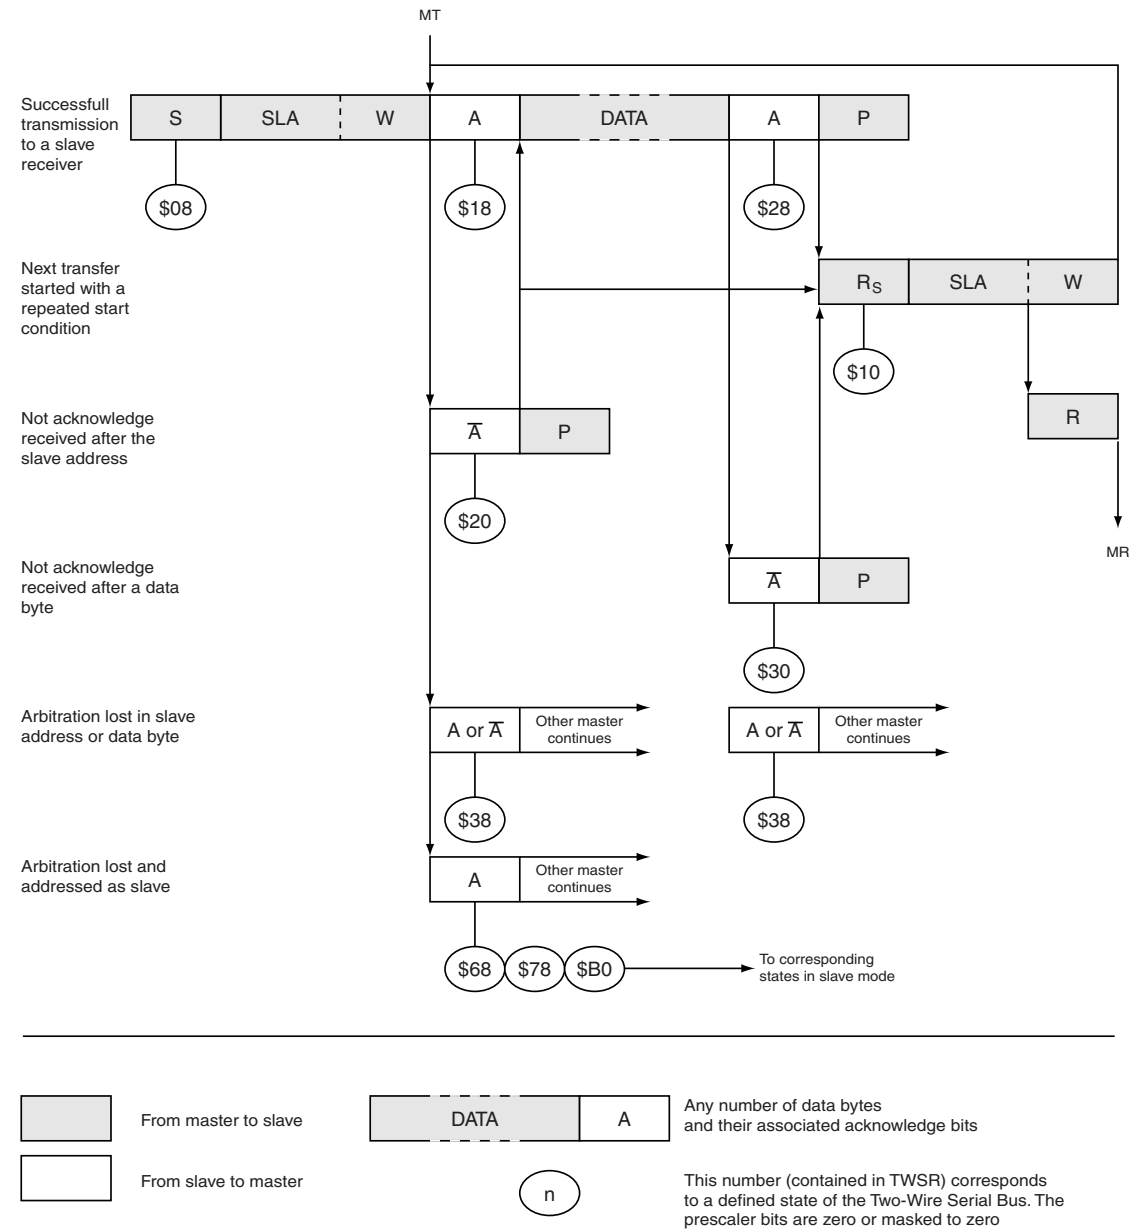 MT
Successfull
transmission
to a slave
receiver
S SLA W A DATA A P
$08 $18 $28
Next transfer
started with a
repeated start
condition
RS SLA W
$10
Not acknowledge
received after the
slave address
A̅ P
R
$20
MR
Not acknowledge
received after a data
byte
A̅ P
$30
Arbitration lost in slave
address or data byte
A or A̅
Other master
continues
A or A̅
Other master
continues
$38 $38
Arbitration lost and
addressed as slave
A
Other master
continues
$68 $78 $B0
To corresponding
states in slave mode
From master to slave
DATA A
Any number of data bytes
and their associated acknowledge bits
From slave to master
n
This number (contained in TWSR) corresponds
to a defined state of the Two-Wire Serial Bus. The
prescaler bits are zero or masked to zero